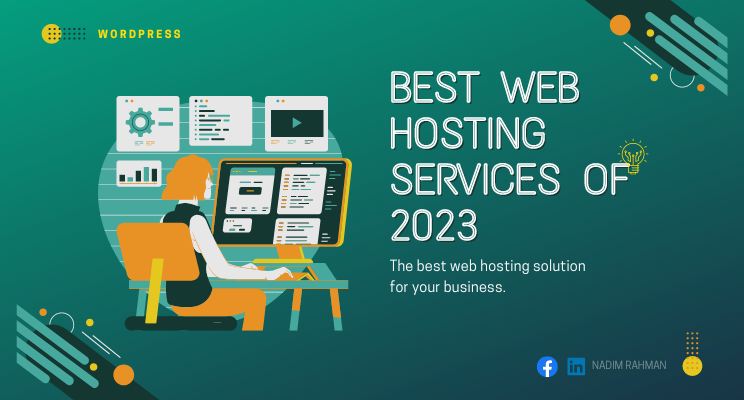 WORDPRESS
BEST WEB
HOSTING
SERVICES OF
2023
The best web hosting solution
for your business.
NADIM RAHMAN